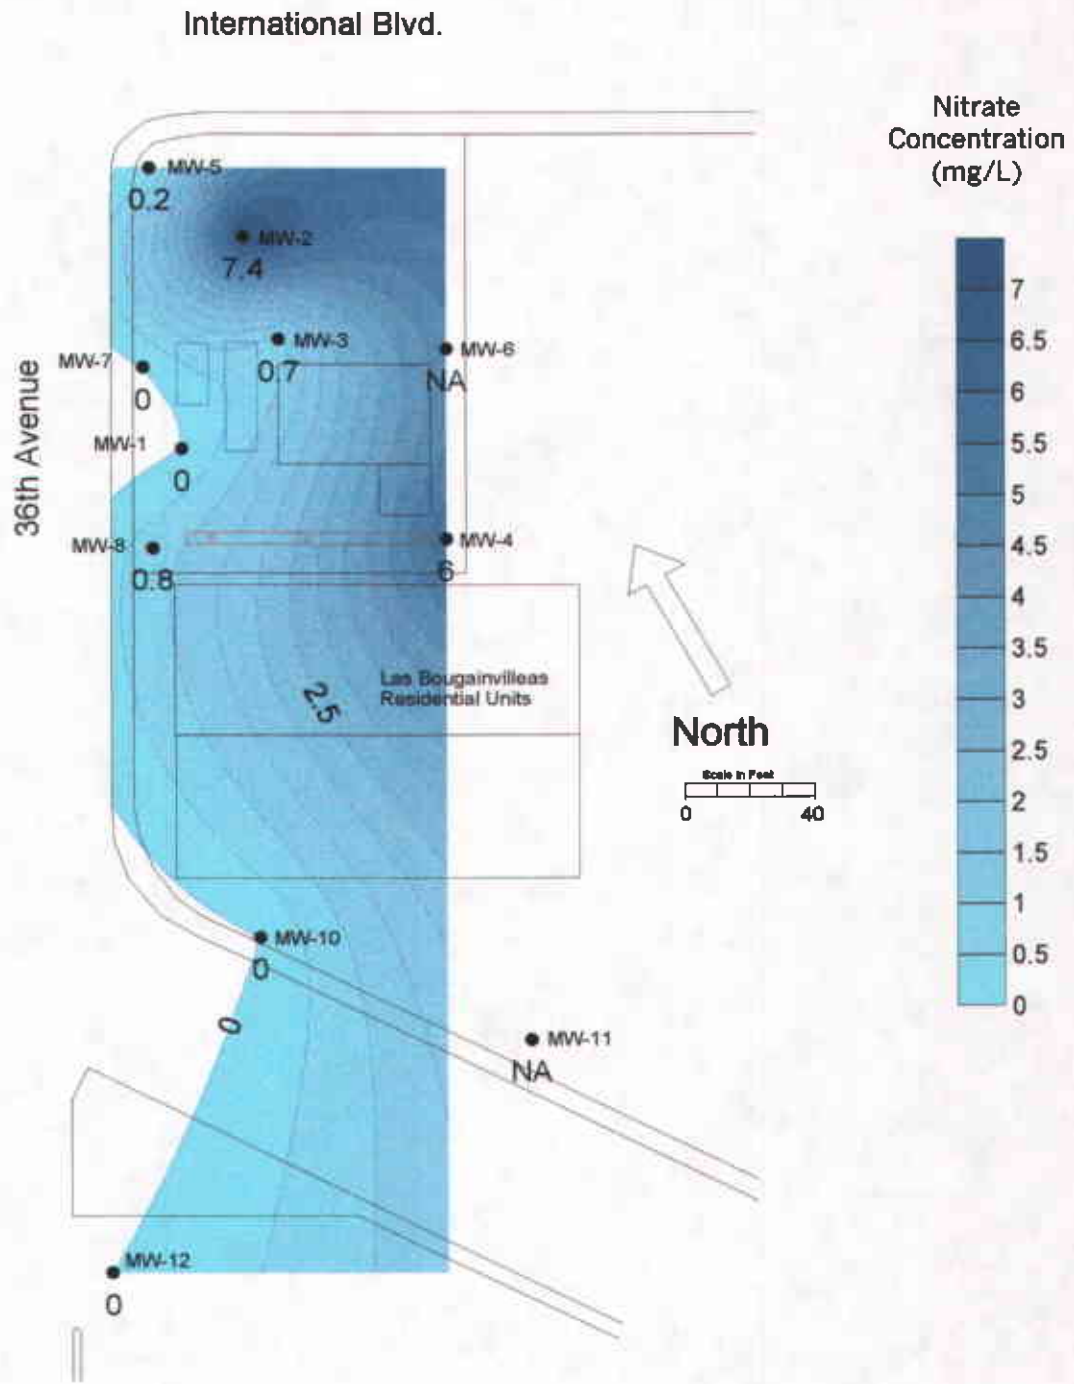 International Blvd.
Nitrate
Concentration
(mg/L)
MW-5
0.2
MW-2
7.4
MW-3
0.7
MW-6
NA
MW-7
0
36th Avenue
MW-1
0
MW-8
0.8
MW-4
6
Las Bougainvilleas
Residential Units
2.5
North
Scale in Feet
0 40
MW-10
0
0
MW-11
NA
MW-12
0
7
6.5
6
5.5
5
4.5
4
3.5
3
2.5
2
1.5
1
0.5
0